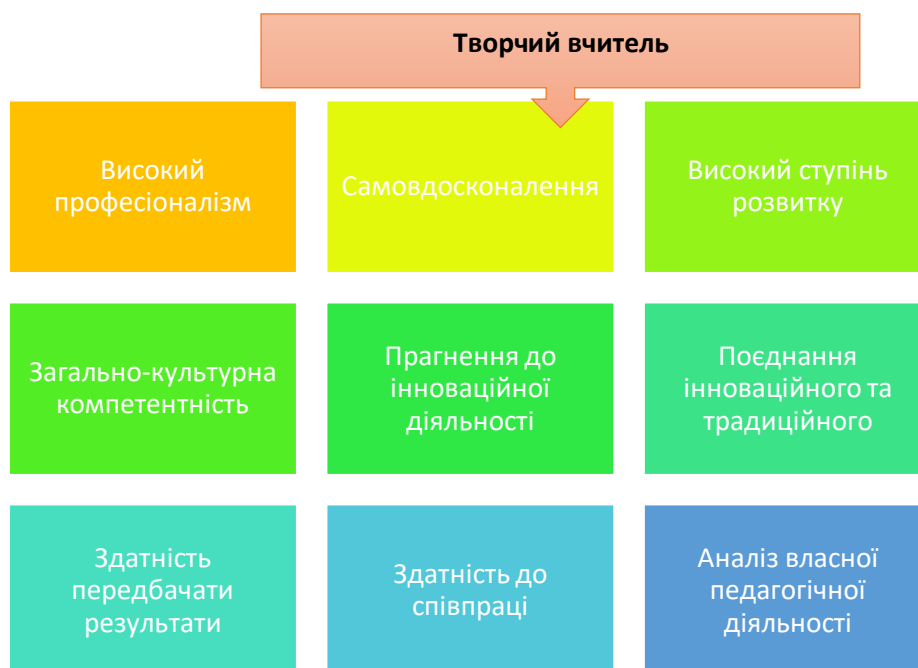 Творчий вчитель
Високий
професіоналізм
Самовдосконалення
Високий ступінь
розвитку
Загально-культурна
компетентність
Прагнення до
інноваційної
діяльності
Поєднання
інноваційного та
традиційного
Здатність
передбачати
результати
Здатність до
співпраці
Аналіз власної
педагогічної
діяльності